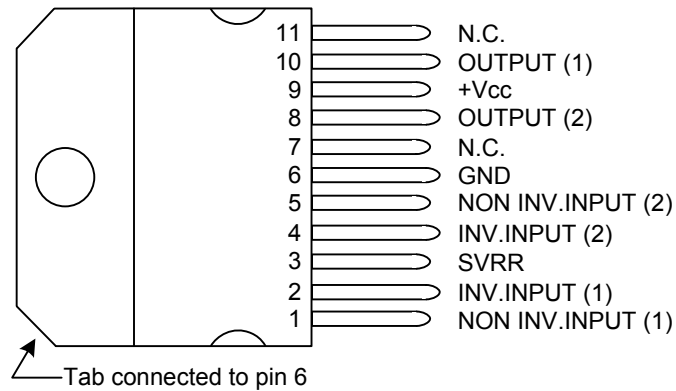 11 N.C.
10 OUTPUT (1)
9 +Vcc
8 OUTPUT (2)
7 N.C.
6 GND
5 NON INV.INPUT (2)
4 INV.INPUT (2)
3 SVRR
2 INV.INPUT (1)
1 NON INV.INPUT (1)
Tab connected to pin 6